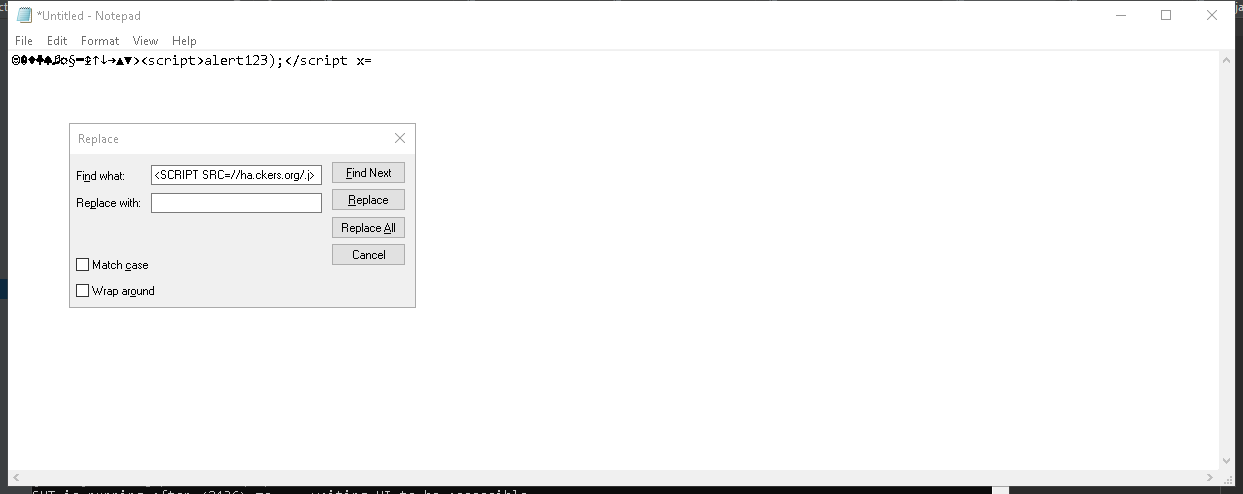 *Untitled - Notepad
File Edit Format View Help
><script>alert123);</script x=
Replace
Find what: <SCRIPT SRC=//ha.ckers.org/.j> Find Next
Replace with: Replace
Replace All
Cancel
Match case
Wrap around